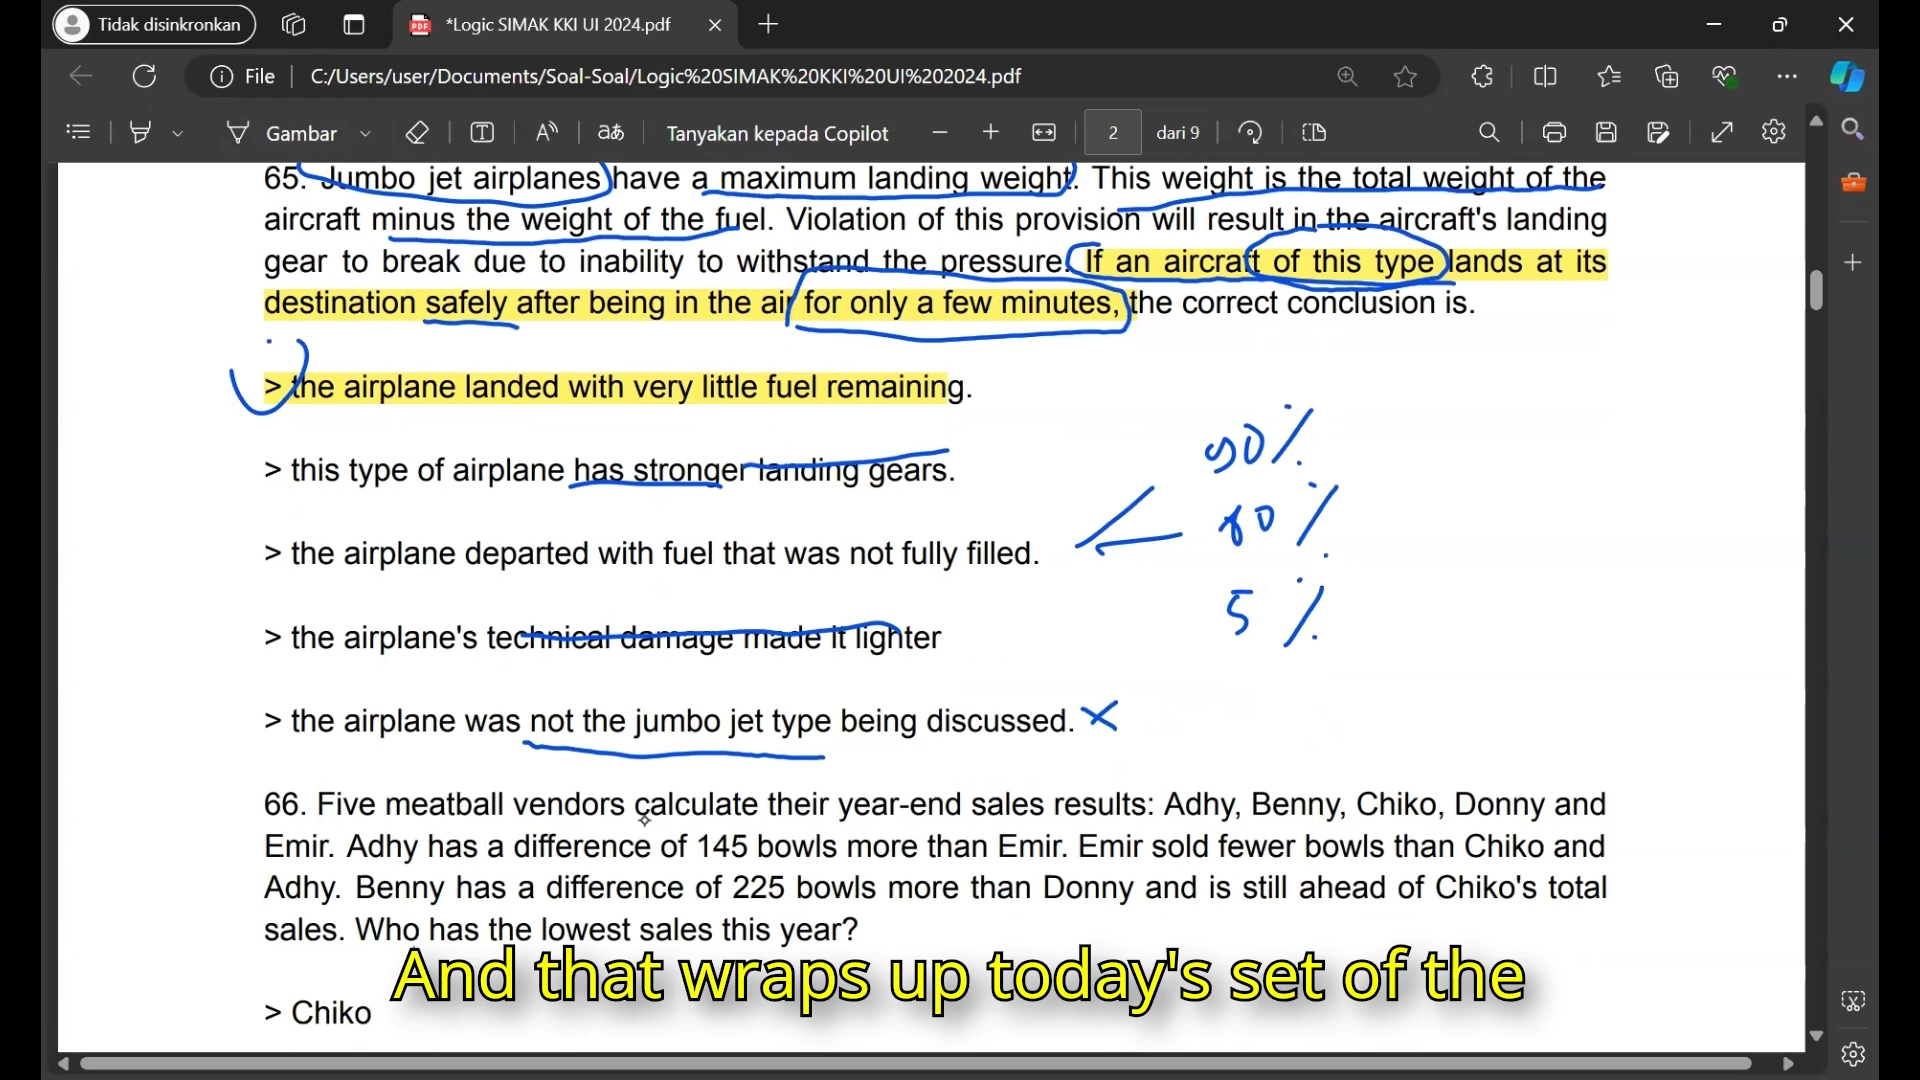 Tidak disinkronkan
*Logic SIMAK KKI UI 2024.pdf
File
C:/Users/user/Documents/Soal-Soal/Logic%20SIMAK%20KKI%20UI%202024.pdf
Gambar
Tanyakan kepada Copilot
2
dari 9
65. Jumbo jet airplanes have a maximum landing weight. This weight is the total weight of the
aircraft minus the weight of the fuel. Violation of this provision will result in the aircraft's landing
gear to break due to inability to withstand the pressure. If an aircraft of this type lands at its
destination safely after being in the air for only a few minutes, the correct conclusion is.
> the airplane landed with very little fuel remaining.
90%
> this type of airplane has stronger landing gears.
80%
> the airplane departed with fuel that was not fully filled.
5%
> the airplane's technical damage made it lighter
> the airplane was not the jumbo jet type being discussed.
66. Five meatball vendors calculate their year-end sales results: Adhy, Benny, Chiko, Donny and
Emir. Adhy has a difference of 145 bowls more than Emir. Emir sold fewer bowls than Chiko and
Adhy. Benny has a difference of 225 bowls more than Donny and is still ahead of Chiko's total
sales. Who has the lowest sales this year?
And that wraps up today's set of the
> Chiko